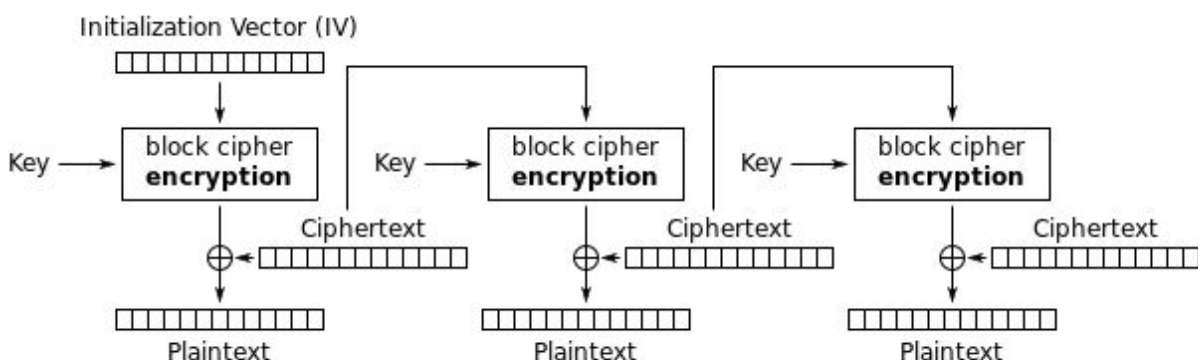 Initialization Vector (IV)
Key
block cipher
encryption
Ciphertext
Plaintext
Key
block cipher
encryption
Ciphertext
Plaintext
Key
block cipher
encryption
Ciphertext
Plaintext